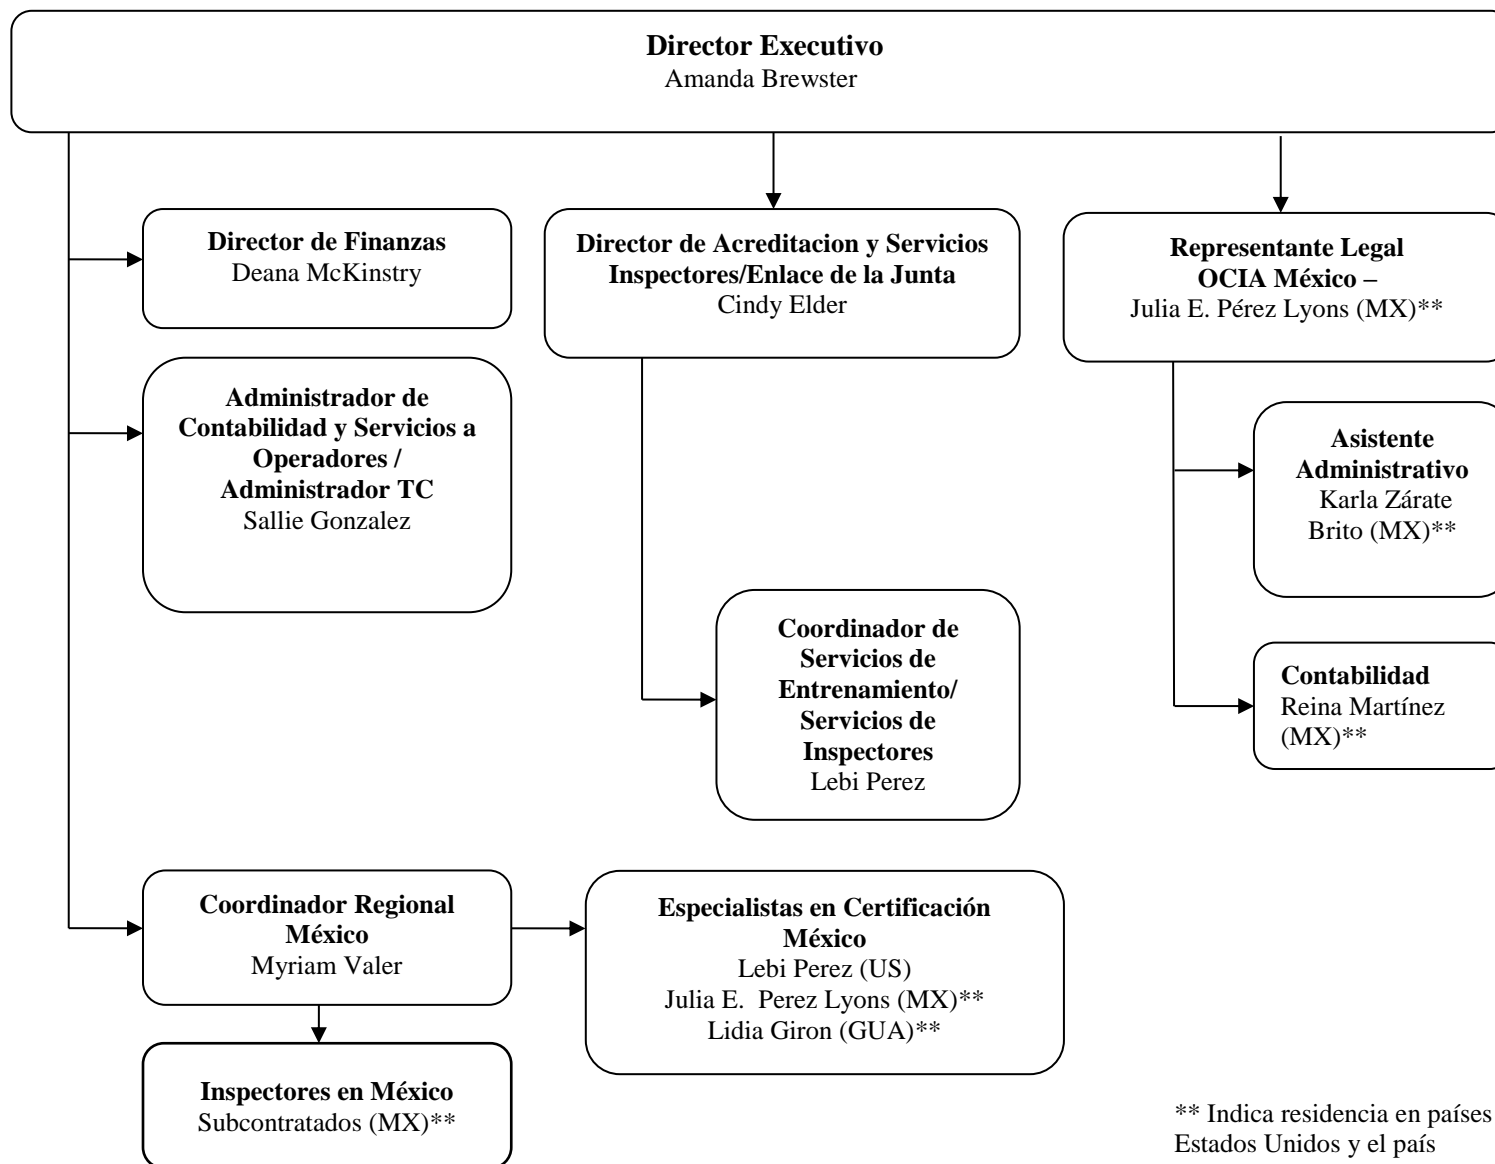 Director Executivo
Amanda Brewster
Director de Finanzas
Deana McKinstry
Director de Acreditacion y Servicios
Inspectores/Enlace de la Junta
Cindy Elder
Representante Legal
OCIA México –
Julia E. Pérez Lyons (MX)**
Administrador de
Contabilidad y Servicios a
Operadores /
Administrador TC
Sallie Gonzalez
Asistente
Administrativo
Karla Zárate
Brito (MX)**
Coordinador de
Servicios de
Entrenamiento/
Servicios de
Inspectores
Lebi Perez
Contabilidad
Reina Martínez
(MX)**
Coordinador Regional
México
Myriam Valer
Especialistas en Certificación
México
Lebi Perez (US)
Julia E.  Perez Lyons (MX)**
Lidia Giron (GUA)**
Inspectores en México
Subcontratados (MX)**
** Indica residencia en países
Estados Unidos y el país